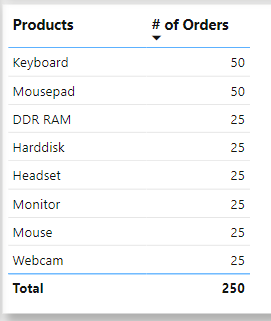 Products # of Orders
Keyboard 50
Mousepad 50
DDR RAM 25
Harddisk 25
Headset 25
Monitor 25
Mouse 25
Webcam 25
Total 250